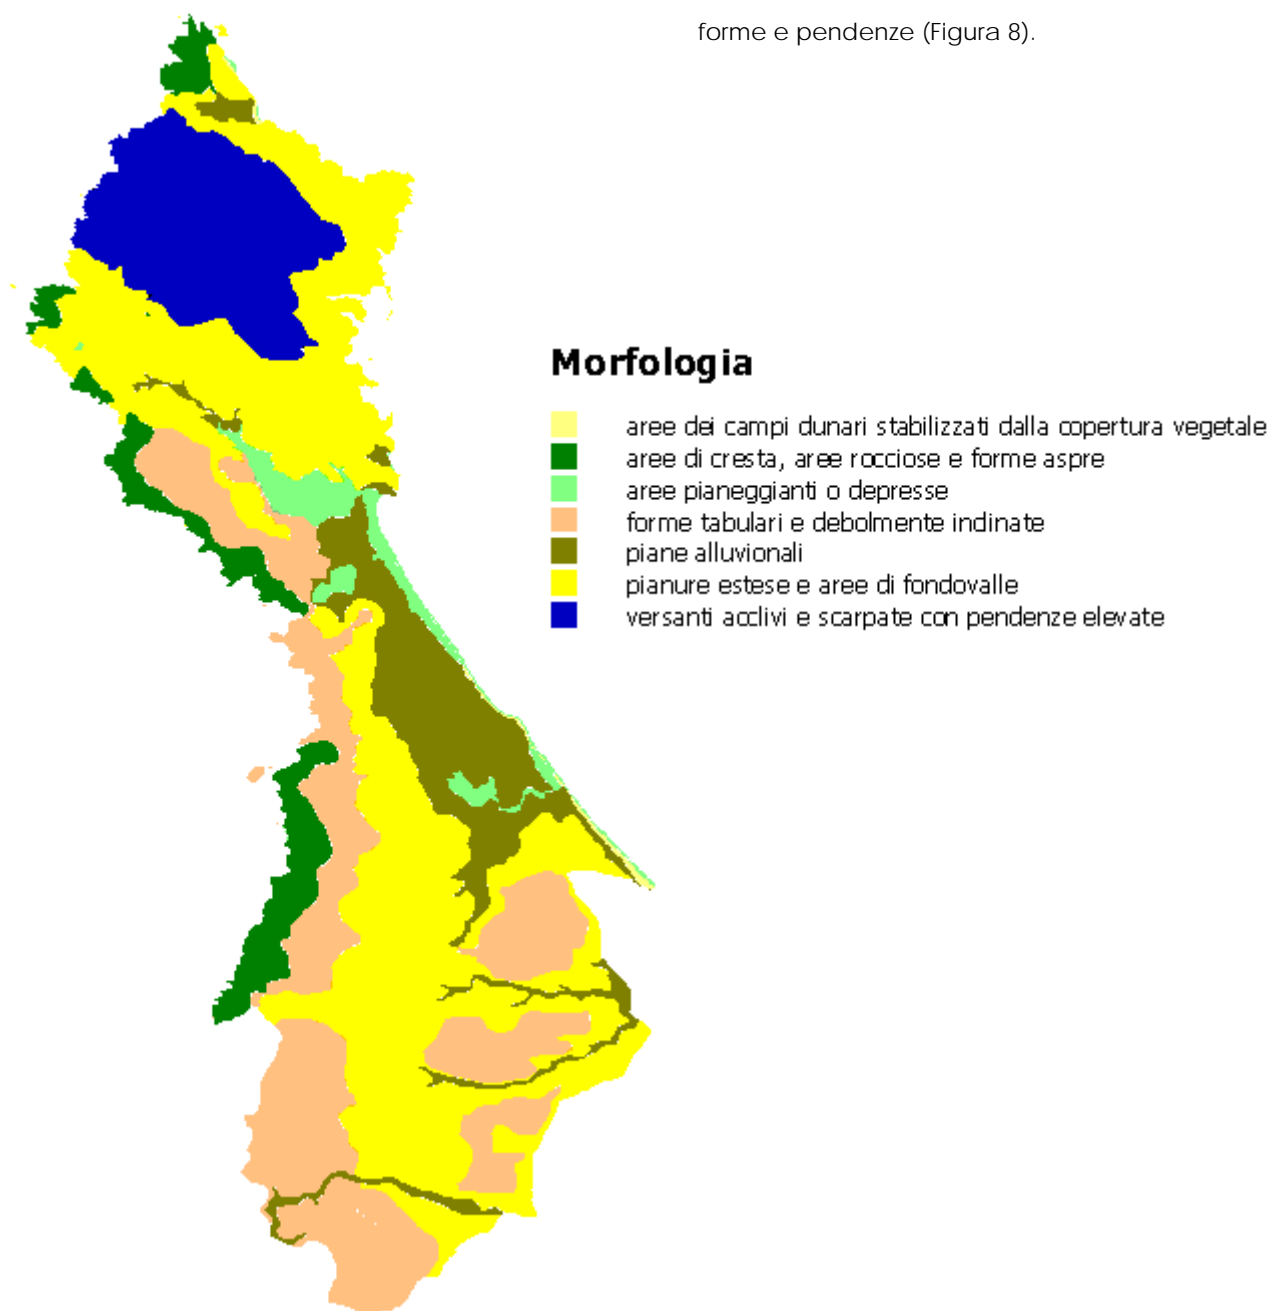 forme e pendenze (Figura 8).
Morfologia
aree dei campi dunari stabilizzati dalla copertura vegetale
aree di cresta, aree rocciose e forme aspre
aree pianeggianti o depresse
forme tabulari e debolmente inclinate
piane alluvionali
pianure estese e aree di fondovalle
versanti acclivi e scarpate con pendenze elevate